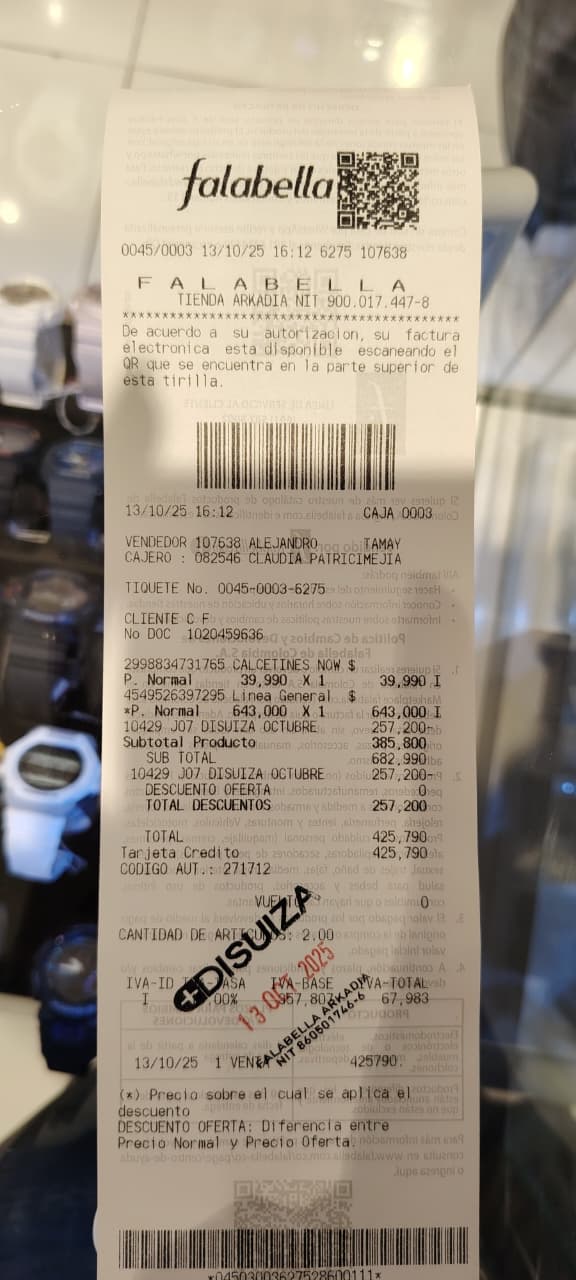 falabella
0045/0003 13/10/25 16:12 6275 107638
F A L A B E L L A
TIENDA ARKADIA NIT 900.017.447-8
****************************************
De acuerdo a su autorizacion, su factura
electronica esta disponible escaneando el
QR que se encuentra en la parte superior de
esta tirilla.
13/10/25 16:12 CAJA 0003
VENDEDOR 107638 ALEJANDRO TAMAY
CAJERO : 082546 CLAUDIA PATRICIMEJIA
TIQUETE No. 0045-0003-6275
CLIENTE C F
No DOC 1020459636
2998834731765 CALCETINES NOW $
P. Normal 39,990 X 1 39,990 I
4549526397295 Linea General $
*P. Normal 643,000 X 1 643,000 I
10429 J07 DISUIZA OCTUBRE 257,200-
Subtotal Producto 385,800
SUB TOTAL 682,990
10429 J07 DISUIZA OCTUBRE 257,200-
DESCUENTO OFERTA 0
TOTAL DESCUENTOS 257,200
TOTAL 425,790
Tarjeta Credito 425,790
CODIGO AUT.: 271712
0
CANTIDAD DE : 2.00
DISUIZA
13 OCT 2025
FALABELLA ARKADIA
NIT 860501746-6
IVA-ID IVA-BASE IVA-TOTAL
I 67,983
13/10/25 1 425790.
(*) Precio sobre el cual se aplica el
descuento
DESCUENTO OFERTA: Diferencia entre
Precio Normal y Precio Oferta.